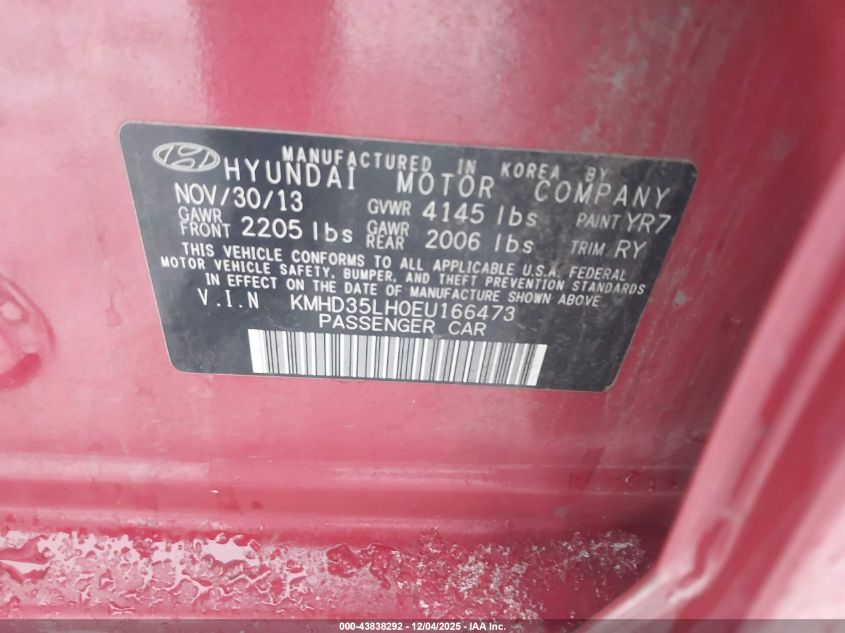 MANUFACTURED IN KOREA BY
HYUNDAI MOTOR COMPANY
NOV/30/13 GVWR 4145 lbs PAINT YR7
GAWR FRONT 2205 lbs GAWR REAR 2006 lbs TRIM RY
THIS VEHICLE CONFORMS TO ALL APPLICABLE U.S.A. FEDERAL
MOTOR VEHICLE SAFETY, BUMPER, AND THEFT PREVENTION STANDARDS
IN EFFECT ON THE DATE OF MANUFACTURE SHOWN ABOVE
V.I.N KMHD35LH0EU166473
PASSENGER CAR
000-43838292 - 12/04/2025 - IAA Inc.